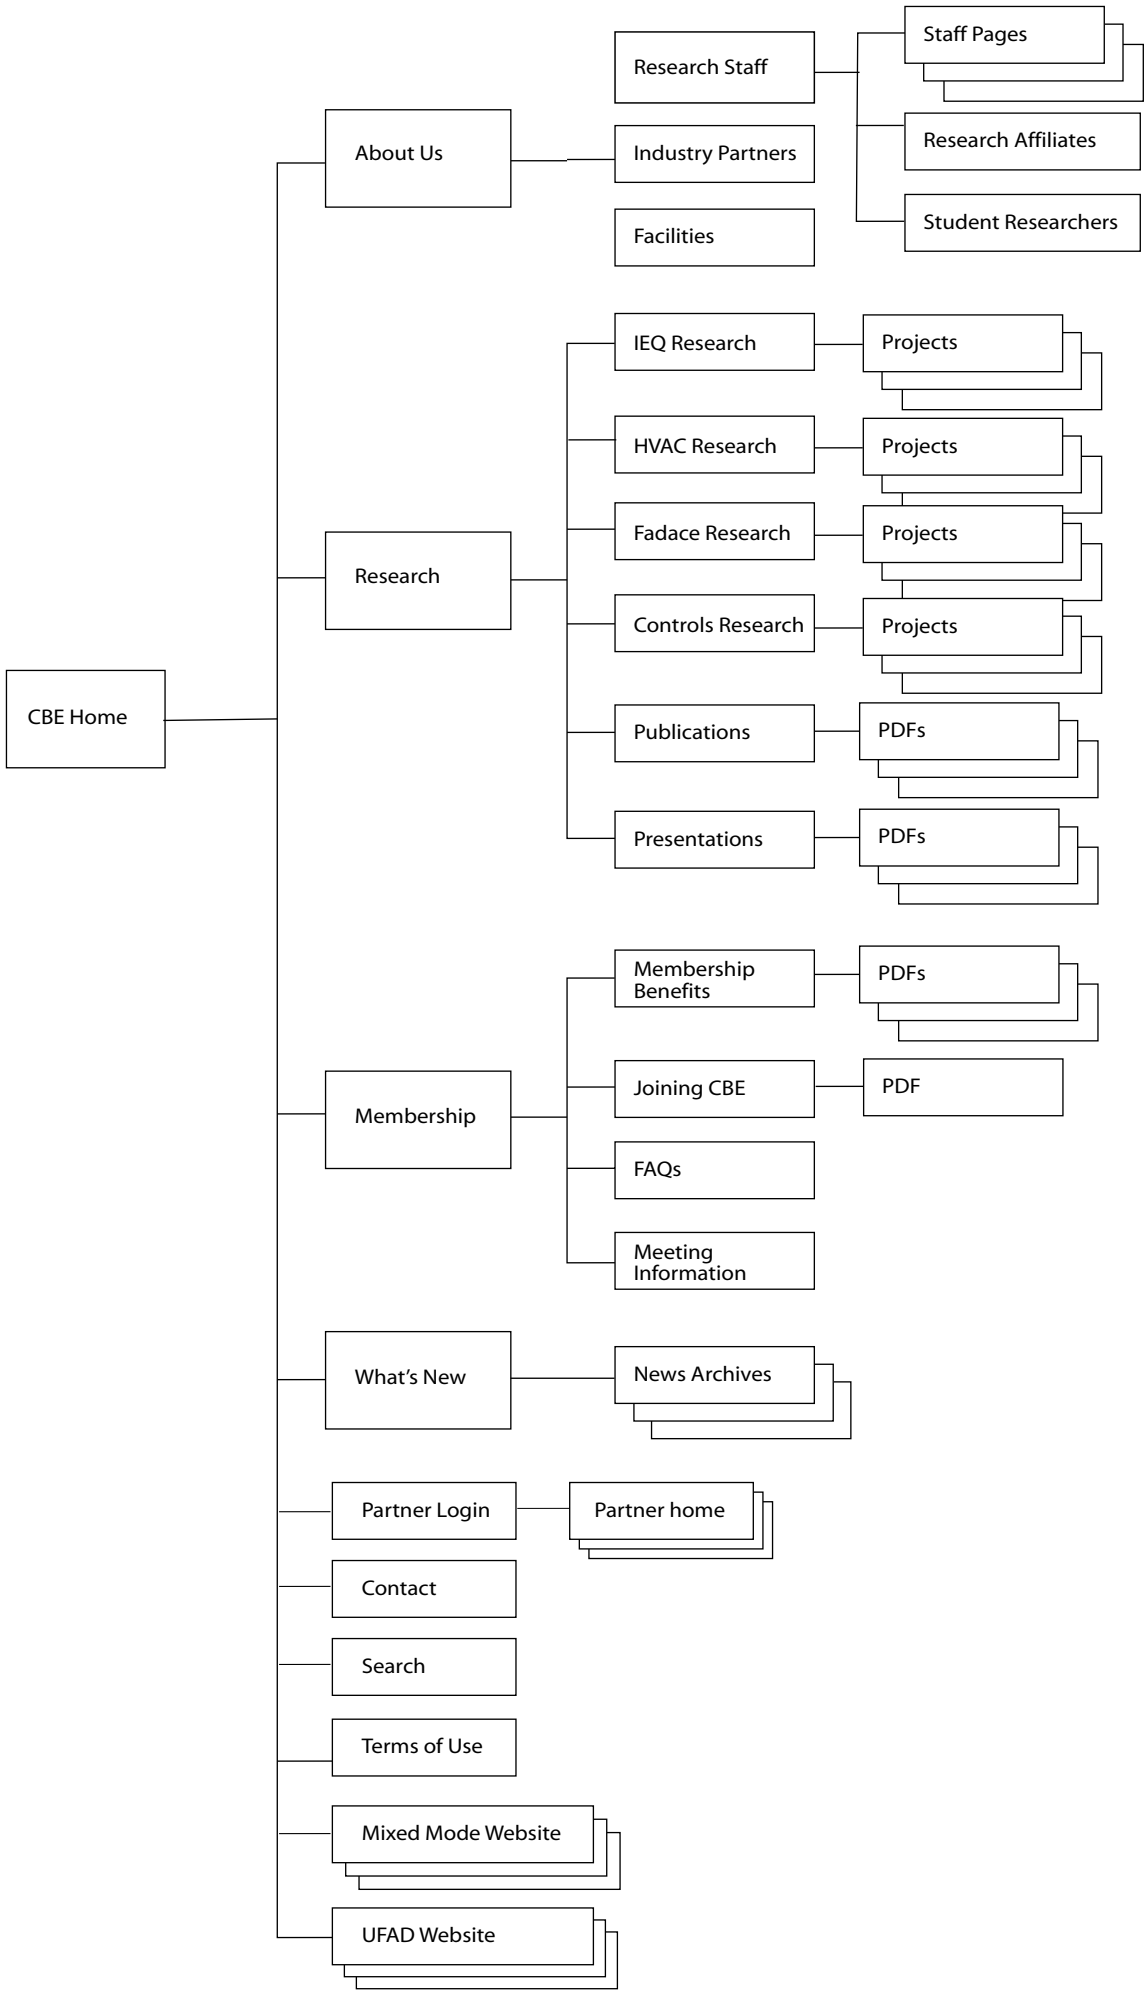 CBE Home
About Us
Research Staff
Staff Pages
Research Affiliates
Student Researchers
Industry Partners
Facilities
Research
IEQ Research
Projects
HVAC Research
Projects
Fadace Research
Projects
Controls Research
Projects
Publications
PDFs
Presentations
PDFs
Membership
Membership
Benefits
PDFs
Joining CBE
PDF
FAQs
Meeting
Information
What’s New
News Archives
Partner Login
Partner home
Contact
Search
Terms of Use
Mixed Mode Website
UFAD Website